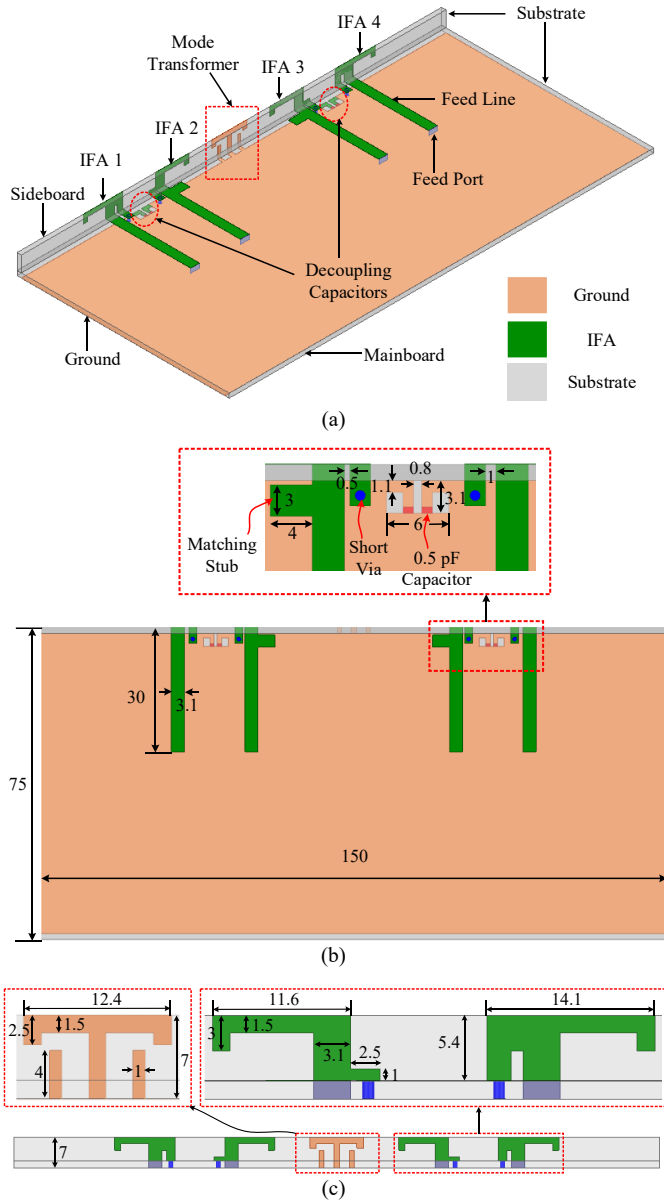 Substrate
IFA 4
Mode
Transformer
IFA 3
Feed Line
IFA 2
Feed Port
IFA 1
Sideboard
Decoupling
Capacitors
Ground
IFA
Substrate
Mainboard
Ground
(a)
0.8
0.5
1.1
1
3
3.1
4
6
Matching
Stub
Short
Via
0.5 pF
Capacitor
30
3.1
75
150
(b)
12.4
11.6
14.1
2.5
1.5
3
1.5
5.4
3.1
2.5
4
1
7
1
7
(c)